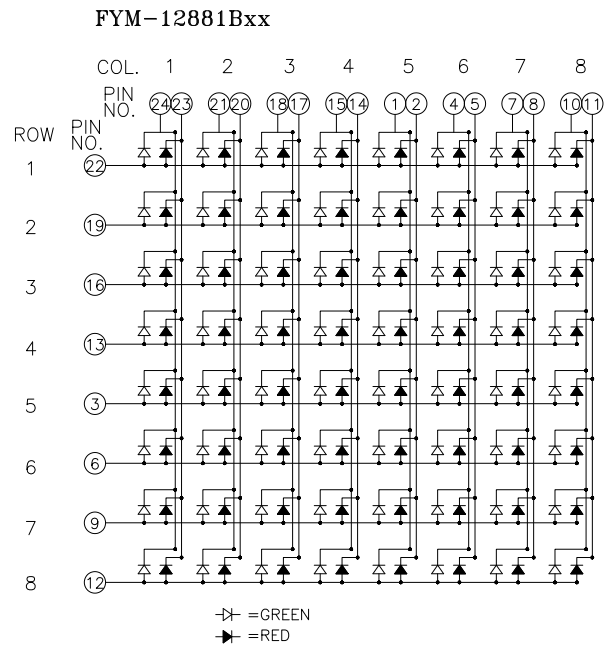 FYM-12881Bxx
COL. 1 2 3 4 5 6 7 8
PIN NO. 24 23 21 20 18 17 15 14 1 2 4 5 7 8 10 11
ROW PIN NO.
1 22
2 19
3 16
4 13
5 3
6 6
7 9
8 12
=GREEN
=RED